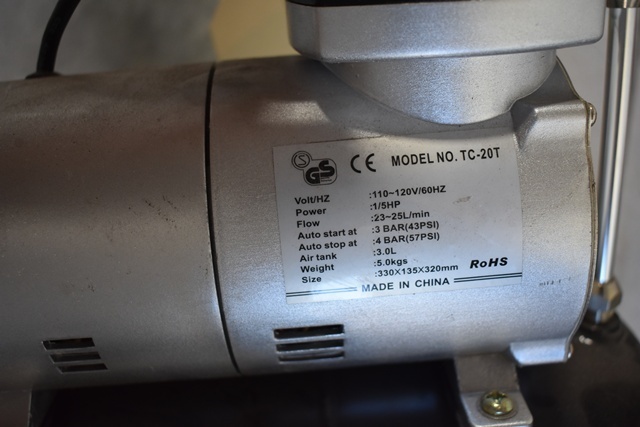 S GS CE MODEL NO. TC-20T
Volt/HZ :110~120V/60HZ
Power :1/5HP
Flow :23~25L/min
Auto start at :3 BAR(43PSI)
Auto stop at :4 BAR(57PSI)
Air tank :3.0L
Weight :5.0kgs
Size :330X135X320mm RoHS
MADE IN CHINA